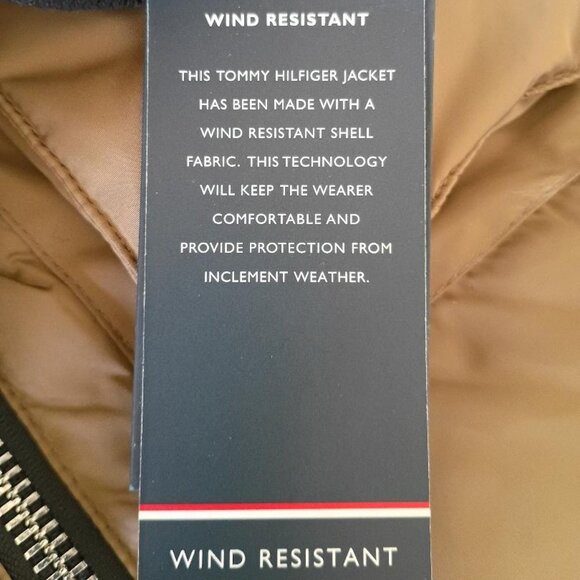 WIND RESISTANT
THIS TOMMY HILFIGER JACKET
HAS BEEN MADE WITH A
WIND RESISTANT SHELL
FABRIC. THIS TECHNOLOGY
WILL KEEP THE WEARER
COMFORTABLE AND
PROVIDE PROTECTION FROM
INCLEMENT WEATHER.
WIND RESISTANT